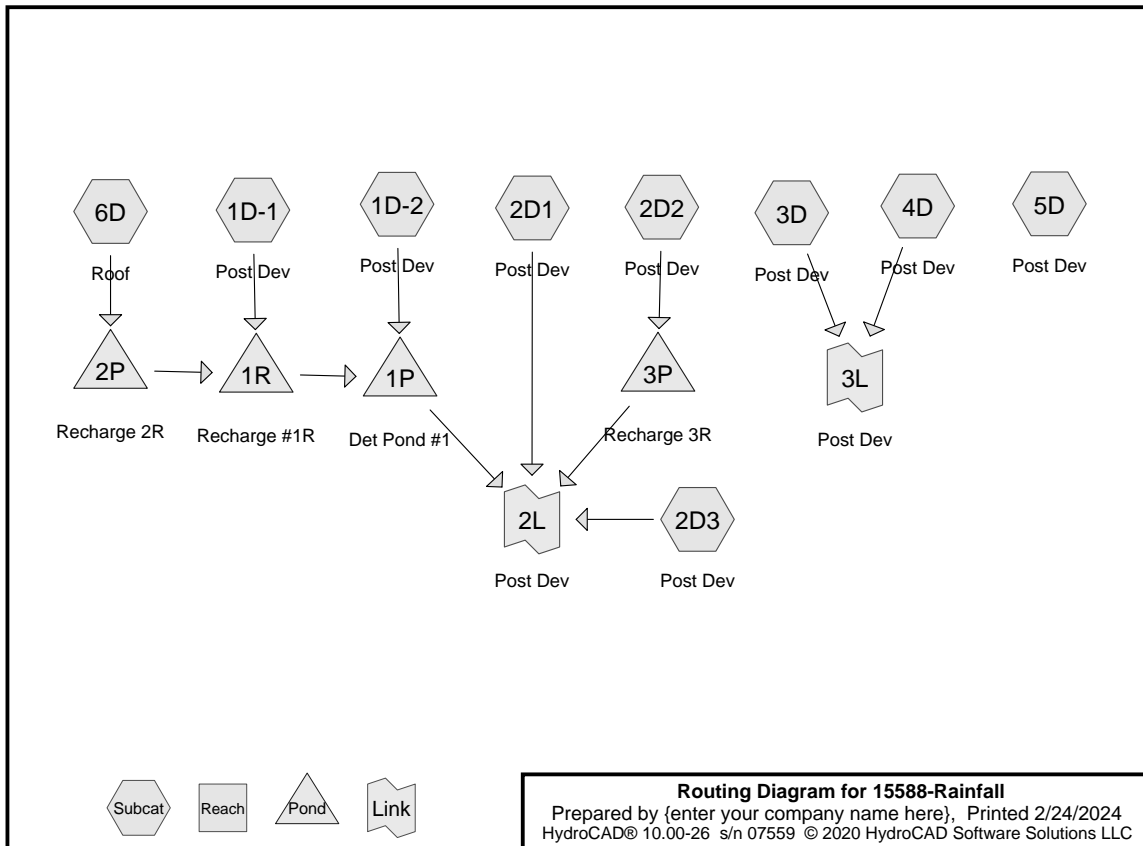 6D
1D-1
1D-2
2D1
2D2
3D
4D
5D
Roof
Post Dev
Post Dev
Post Dev
Post Dev
Post Dev
Post Dev
Post Dev
2P
1R
1P
3P
3L
Recharge 2R
Recharge #1R
Det Pond #1
Recharge 3R
Post Dev
2L
2D3
Post Dev
Post Dev
Subcat
Reach
Pond
Link
Routing Diagram for 15588-Rainfall
Prepared by {enter your company name here}, Printed 2/24/2024
HydroCAD® 10.00-26 s/n 07559 © 2020 HydroCAD Software Solutions LLC